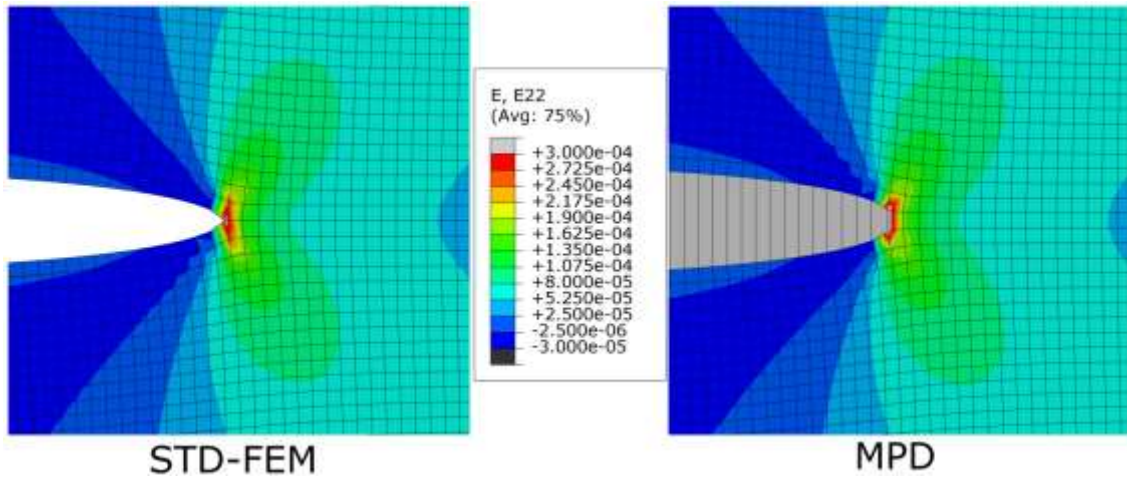 E, E22
(Avg: 75%)
+3.000e-04
+2.725e-04
+2.450e-04
+2.175e-04
+1.900e-04
+1.625e-04
+1.350e-04
+1.075e-04
+8.000e-05
+5.250e-05
+2.500e-05
-2.500e-06
-3.000e-05
STD-FEM
MPD